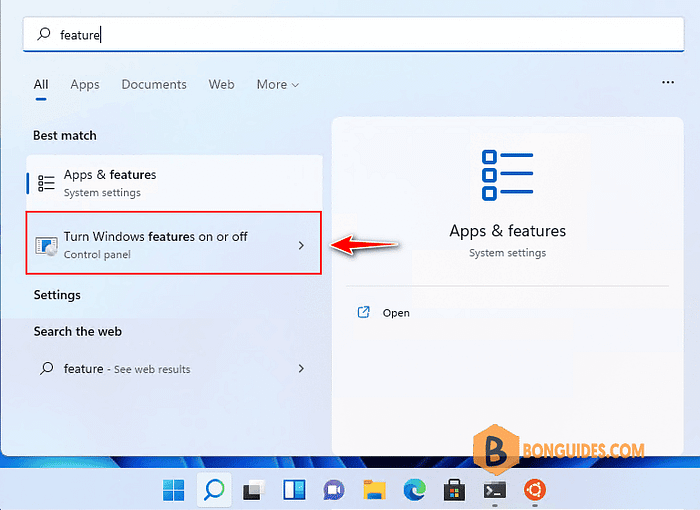 feature
All Apps Documents Web More
Best match
Apps & features
System settings
Turn Windows features on or off
Control panel
Settings
Search the web
feature - See web results
Apps & features
System settings
Open
B BONGUIDES.COM